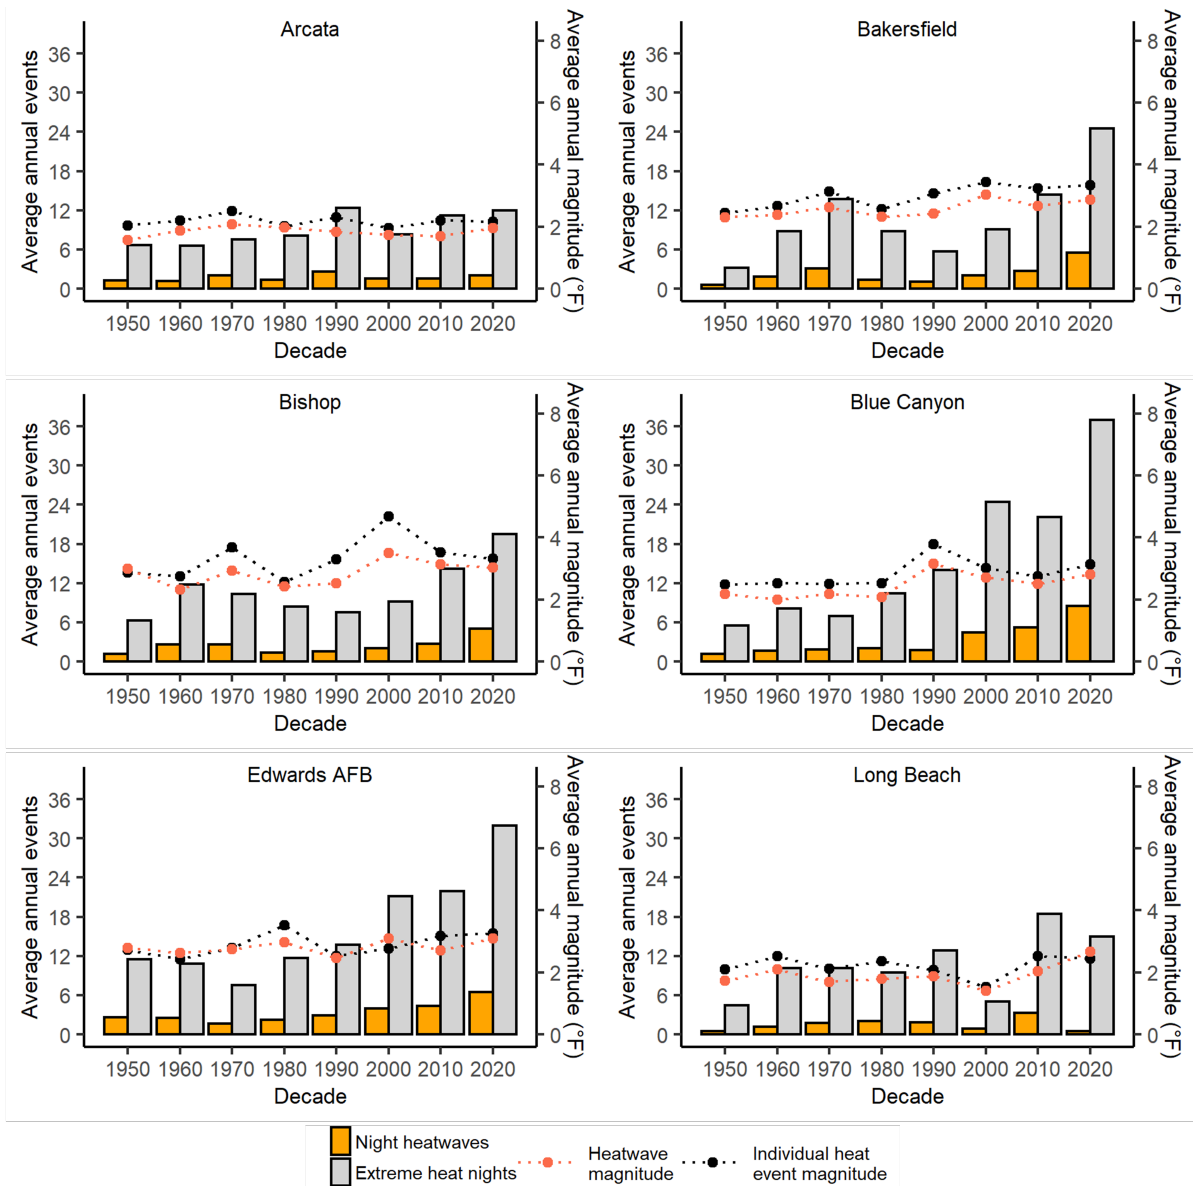 Arcata
Average annual events
36
30
24
18
12
6
0
8
6
4
2
0
Average annual magnitude (°F)
1950 1960 1970 1980 1990 2000 2010 2020
Decade
Bakersfield
Average annual events
36
30
24
18
12
6
0
8
6
4
2
0
Average annual magnitude (°F)
1950 1960 1970 1980 1990 2000 2010 2020
Decade
Bishop
Average annual events
36
30
24
18
12
6
0
8
6
4
2
0
Average annual magnitude (°F)
1950 1960 1970 1980 1990 2000 2010 2020
Decade
Blue Canyon
Average annual events
36
30
24
18
12
6
0
8
6
4
2
0
Average annual magnitude (°F)
1950 1960 1970 1980 1990 2000 2010 2020
Decade
Edwards AFB
Average annual events
36
30
24
18
12
6
0
8
6
4
2
0
Average annual magnitude (°F)
1950 1960 1970 1980 1990 2000 2010 2020
Decade
Long Beach
Average annual events
36
30
24
18
12
6
0
8
6
4
2
0
Average annual magnitude (°F)
1950 1960 1970 1980 1990 2000 2010 2020
Decade
Night heatwaves
Extreme heat nights
Heatwave
magnitude
Individual heat
event magnitude